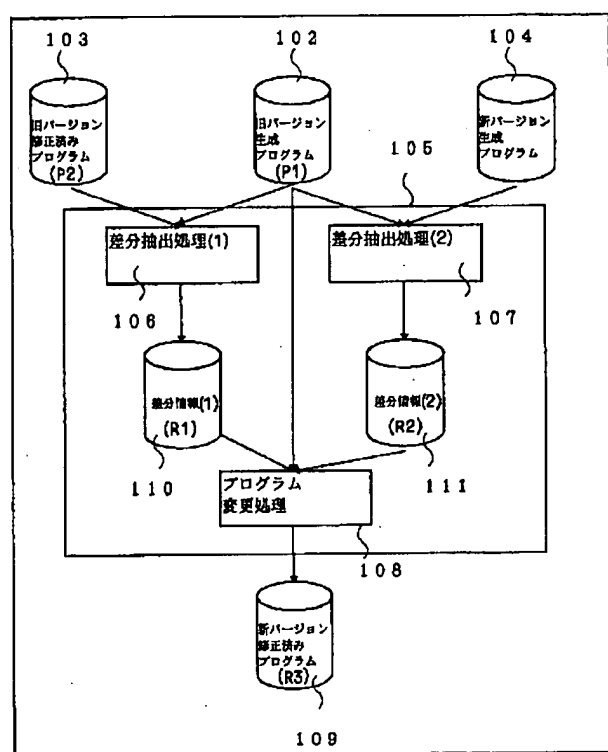 103
102
104
旧バージョン
修正済み
プログラム
(P2)
旧バージョン
生成
プログラム
(P1)
新バージョン
生成
プログラム
105
差分抽出処理(1)
差分抽出処理(2)
106
107
差分情報(1)
(R1)
差分情報(2)
(R2)
110
111
プログラム
変更処理
108
新バージョン
修正済み
プログラム
(R3)
109